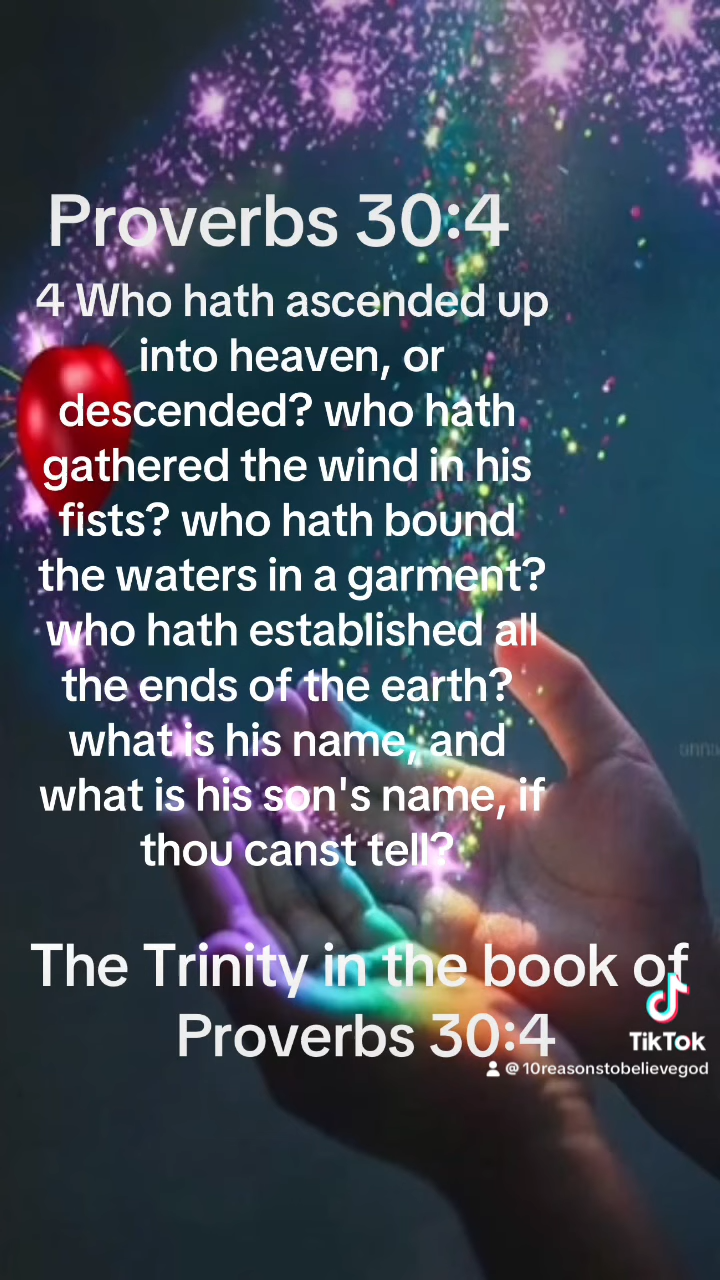 Proverbs 30:4
4 Who hath ascended up
into heaven, or
descended? who hath
gathered the wind in his
fists? who hath bound
the waters in a garment?
who hath established all
the ends of the earth?
what is his name, and
what is his son's name, if
thou canst tell?
The Trinity in the book of
Proverbs 30:4
TikTok
@10reasonstobelievegod